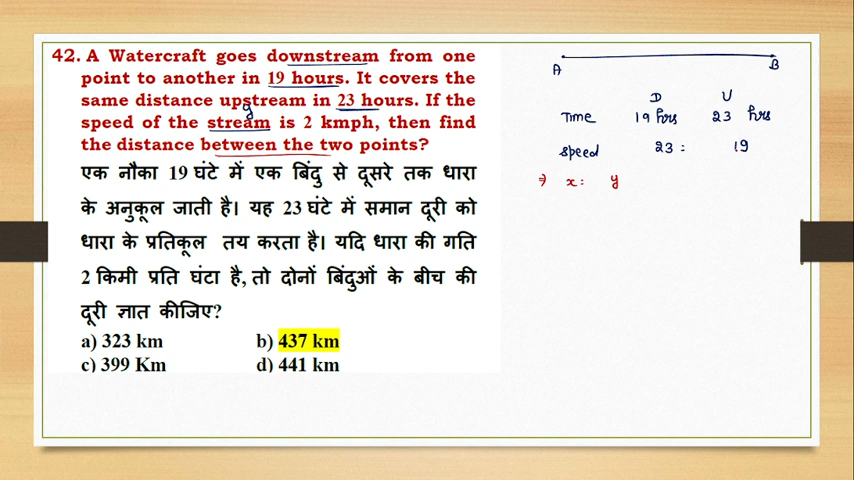 42. A Watercraft goes downstream from one
point to another in 19 hours. It covers the
same distance upstream in 23 hours. If the
y
speed of the stream is 2 kmph, then find
the distance between the two points?
एक नौका 19 घंटे में एक बिंदु से दूसरे तक धारा
के अनुकूल जाती है। यह 23 घंटे में समान दूरी को
धारा के प्रतिकूल तय करता है। यदि धारा की गति
2 किमी प्रति घंटा है, तो दोनों बिंदुओं के बीच की
दूरी ज्ञात कीजिए?
a) 323 km b) 437 km
c) 399 Km d) 441 km
A B
D U
Time 19 hrs 23 hrs
Speed 23 : 19
⇒ x : y